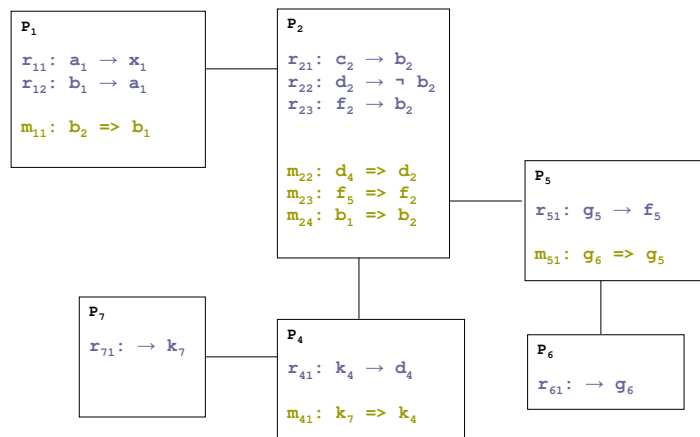 P₁
r₁₁: a₁ → x₁
r₁₂: b₁ → a₁
m₁₁: b₂ => b₁
P₂
r₂₁: c₂ → b₂
r₂₂: d₂ → ¬ b₂
r₂₃: f₂ → b₂
m₂₂: d₄ => d₂
m₂₃: f₅ => f₂
m₂₄: b₁ => b₂
P₅
r₅₁: g₅ → f₅
m₅₁: g₆ => g₅
P₇
r₇₁: → k₇
P₄
r₄₁: k₄ → d₄
m₄₁: k₇ => k₄
P₆
r₆₁: → g₆